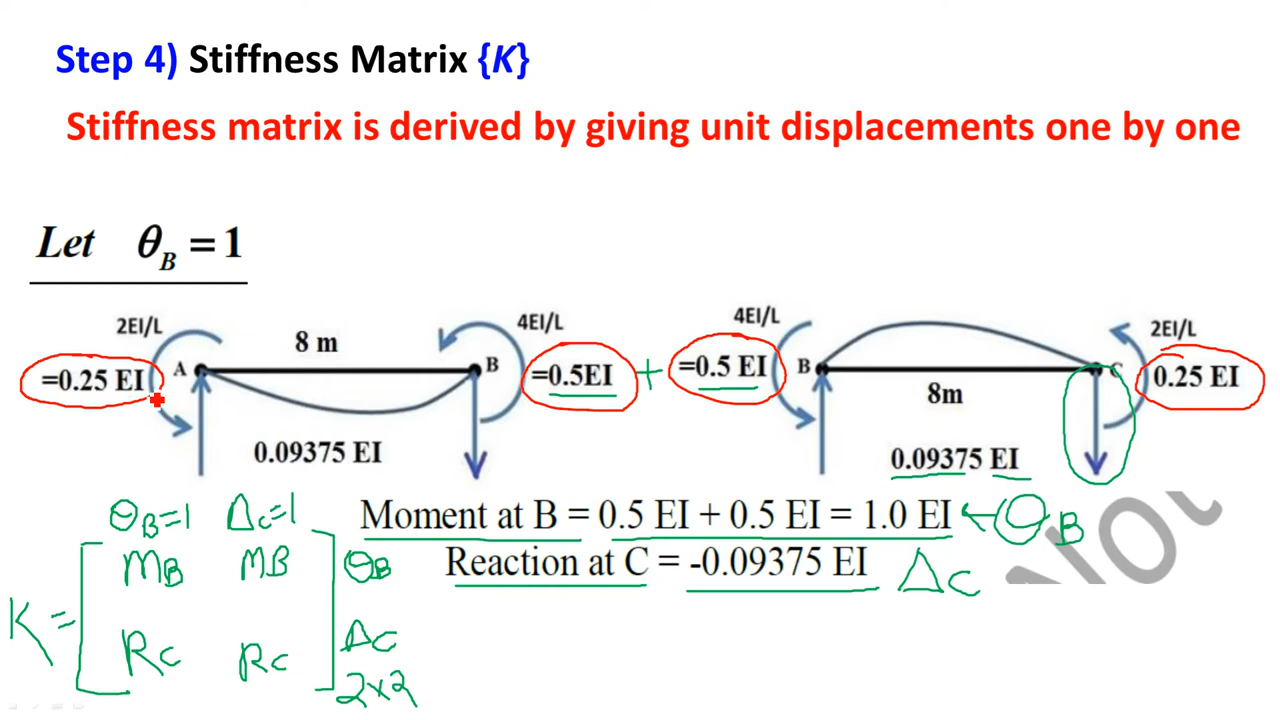 Step 4) Stiffness Matrix {K}
Stiffness matrix is derived by giving unit displacements one by one
Let θB = 1
2EI/L
=0.25 EI
A
8 m
0.09375 EI
4EI/L
B
=0.5EI
+
4EI/L
=0.5 EI
B
8m
0.09375 EI
2EI/L
C
0.25 EI
θB=1 Δc=1
Moment at B = 0.5 EI + 0.5 EI = 1.0 EI ← θB
Reaction at C = -0.09375 EI Δc
K = [ MB MB ] θB
Rc Rc Δc
2x2